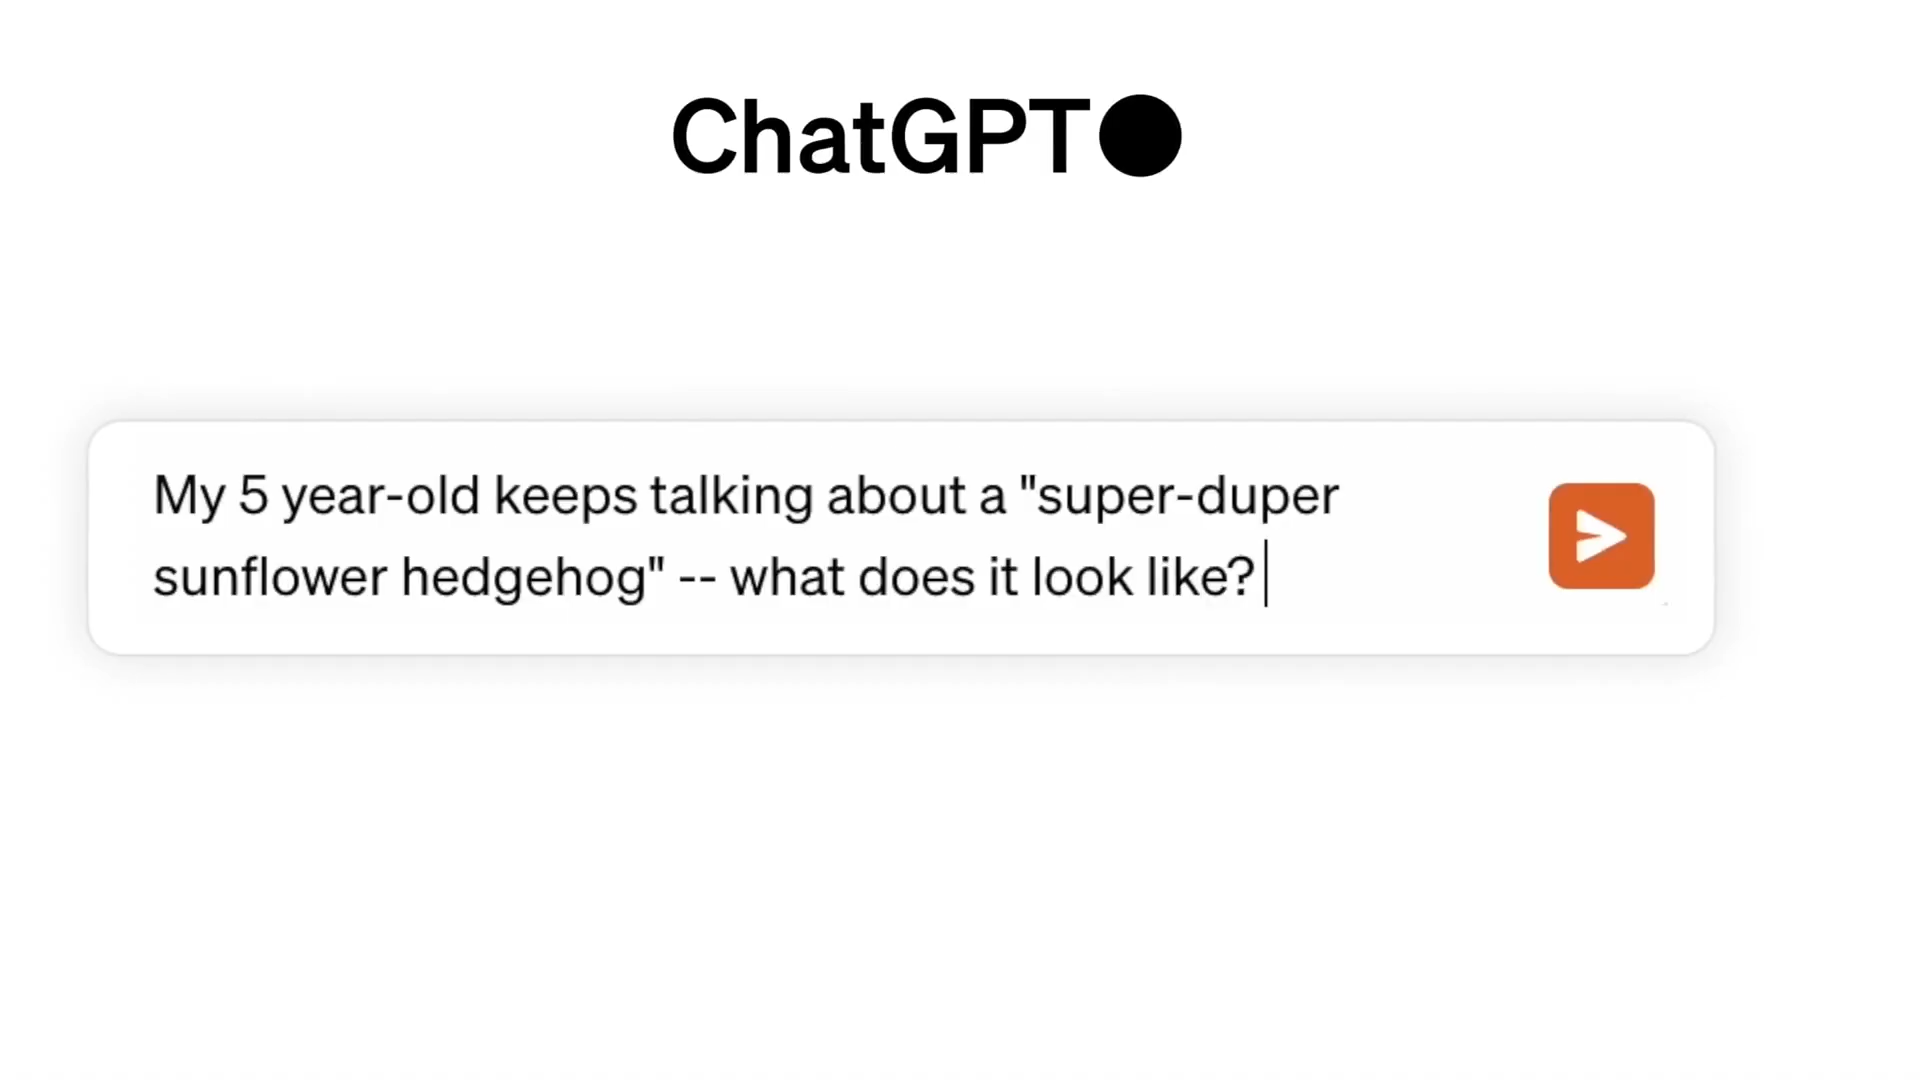 ChatGPT
My 5 year-old keeps talking about a "super-duper
sunflower hedgehog" -- what does it look like?